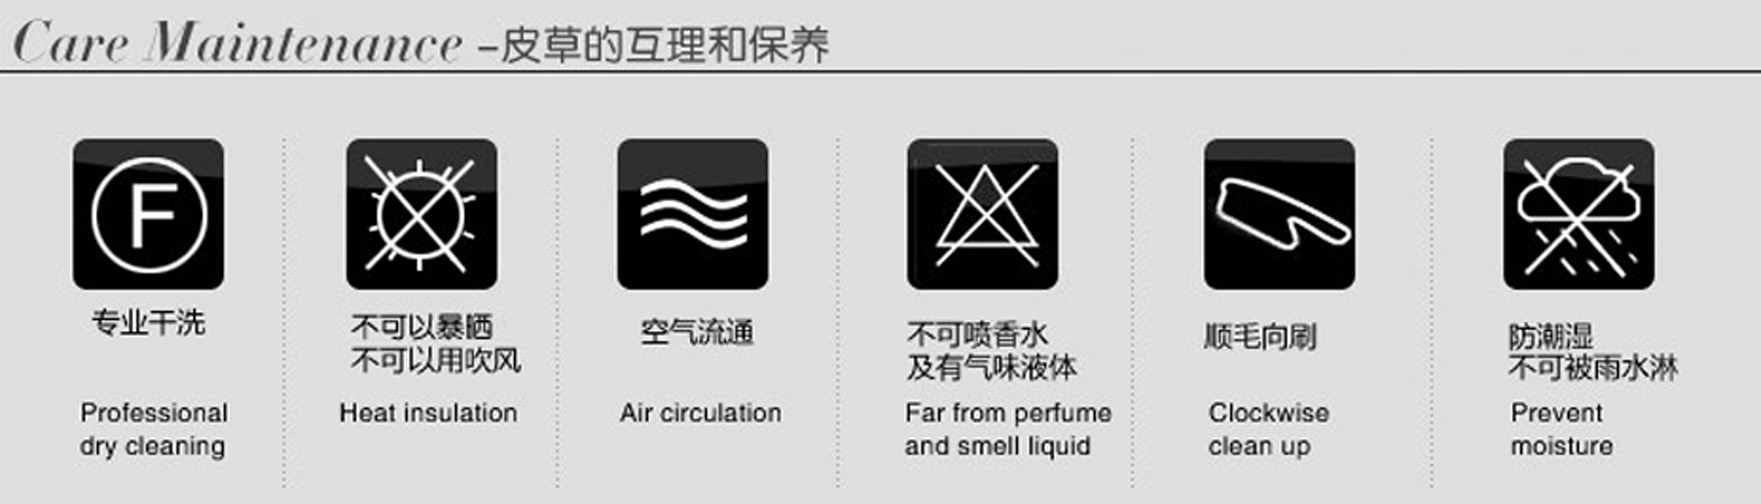 Care Maintenance -皮草的互理和保养
F
专业干洗
Professional
dry cleaning
不可以暴晒
不可以用吹风
Heat insulation
空气流通
Air circulation
不可喷香水
及有气味液体
Far from perfume
and smell liquid
顺毛向刷
Clockwise
clean up
防潮湿
不可被雨水淋
Prevent
moisture